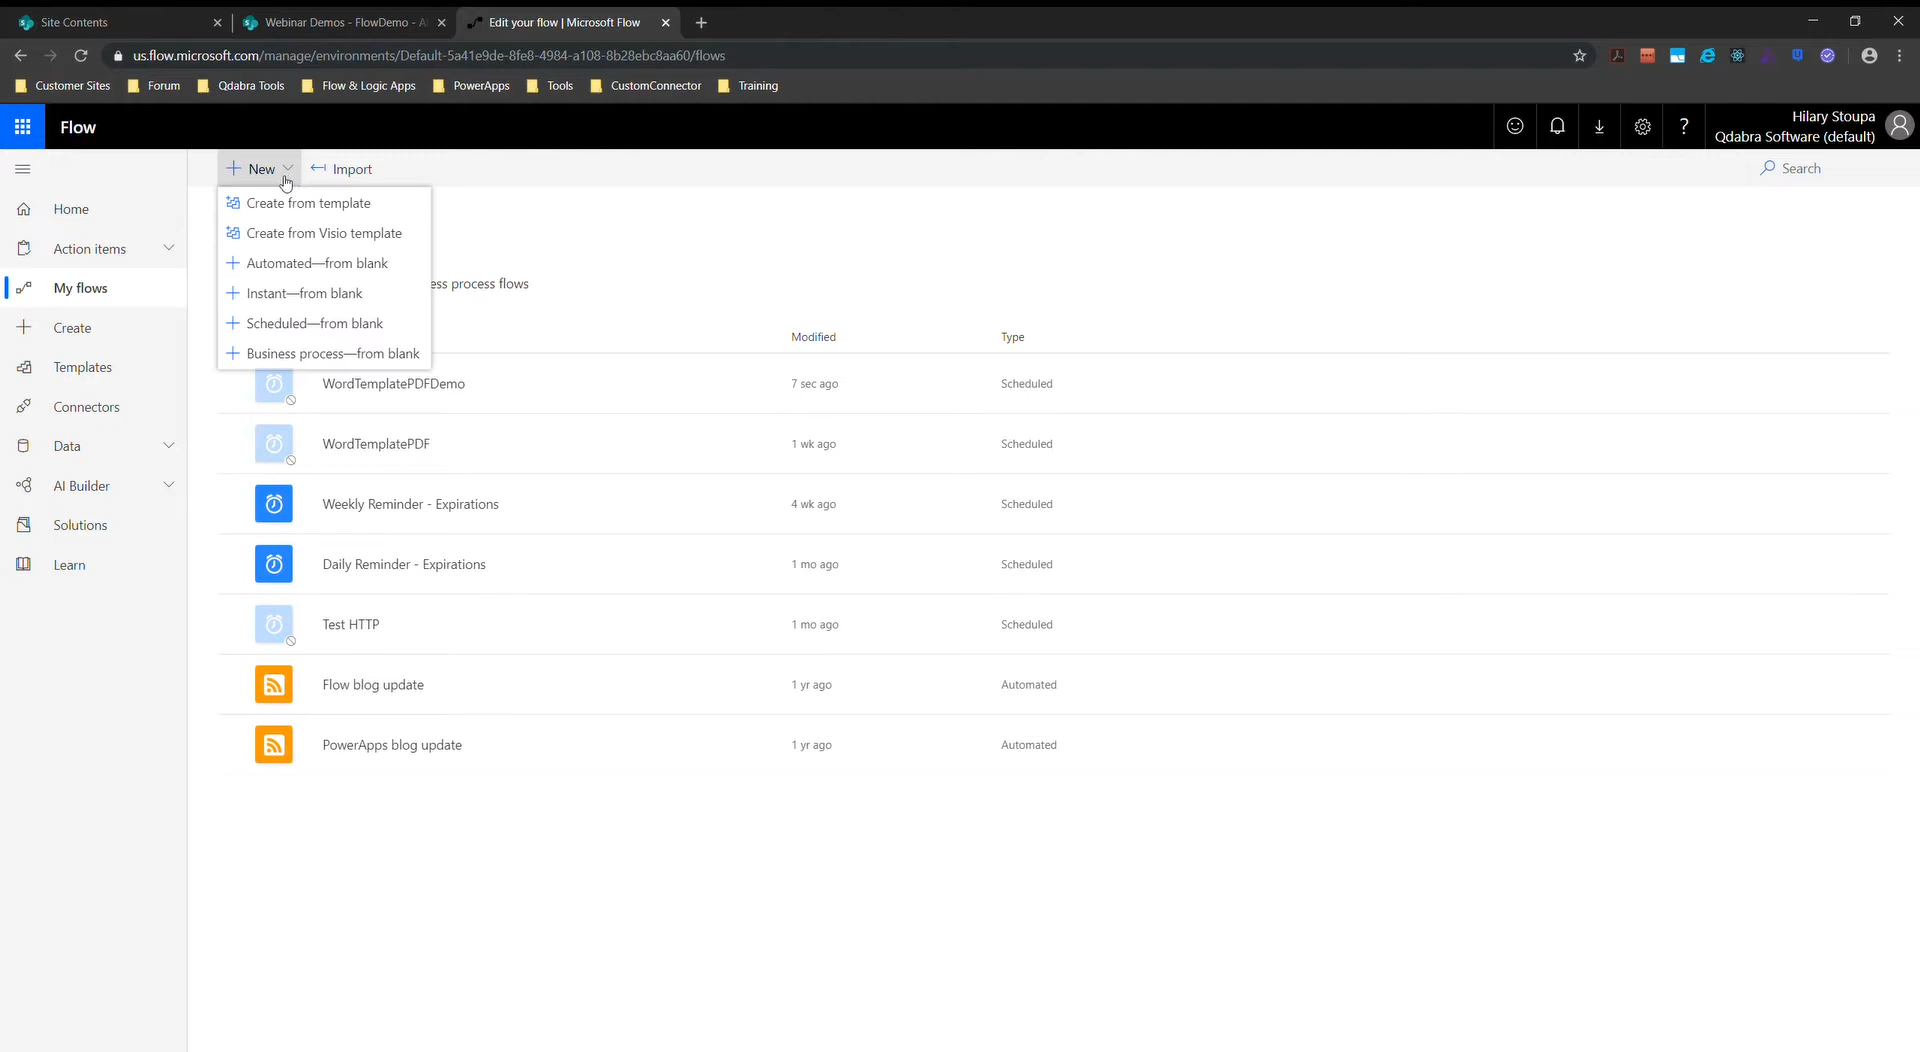 Site Contents
Webinar Demos - FlowDemo - A
Edit your flow | Microsoft Flow
us.flow.microsoft.com/manage/environments/Default-5a41e9de-8fe8-4984-a108-8b28ebc8aa60/flows
Customer Sites
Forum
Qdabra Tools
Flow & Logic Apps
PowerApps
Tools
CustomConnector
Training
Flow
Hilary Stoupa
Qdabra Software (default)
New
Import
Search
Home
Action items
My flows
Create
Templates
Connectors
Data
AI Builder
Solutions
Learn
Create from template
Create from Visio template
Automated—from blank
Instant—from blank
Scheduled—from blank
Business process—from blank
ess process flows
Modified
Type
WordTemplatePDFDemo
7 sec ago
Scheduled
WordTemplatePDF
1 wk ago
Scheduled
Weekly Reminder - Expirations
4 wk ago
Scheduled
Daily Reminder - Expirations
1 mo ago
Scheduled
Test HTTP
1 mo ago
Scheduled
Flow blog update
1 yr ago
Automated
PowerApps blog update
1 yr ago
Automated